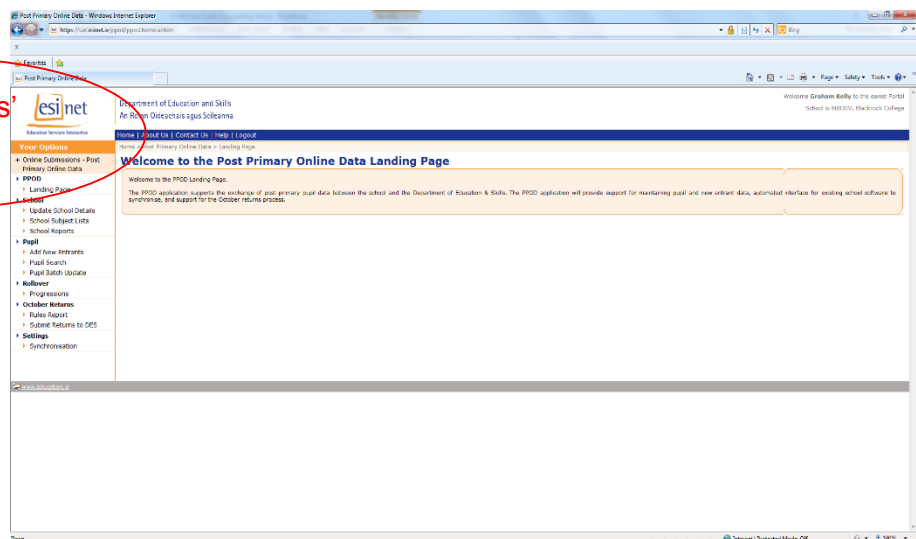 Post Primary Online Data - Windows Internet Explorer
Bing
x
Favorites
Post Primary Online Data
Page Safety Tools
s'
esinet
Education Services Interactive
Department of Education and Skills
An Roinn Oideachais agus Scileanna
Welcome Graham Kelly to the esinet Portal
School is 60030V, Blackrock College
Home | About Us | Contact Us | Help | Logout
Your Options
Home > Post Primary Online Data > Landing Page
+ Online Submissions - Post Primary Online Data
Welcome to the Post Primary Online Data Landing Page
PPOD
Landing Page
School
Update School Details
School Subject Lists
School Reports
Pupil
Add New Entrants
Pupil Search
Pupil Batch Update
Rollover
Progressions
October Returns
Rules Report
Submit Returns to DES
Settings
Synchronisation
Welcome to the PPOD Landing Page.
The PPOD application supports the exchange of post primary pupil data between the school and the Department of Education & Skills. The PPOD application will provide support for maintaining pupil and new entrant data, automated interface for existing school software to
synchronise, and support for the October returns process.
www.education.ie
Done
Internet | Protected Mode: Off